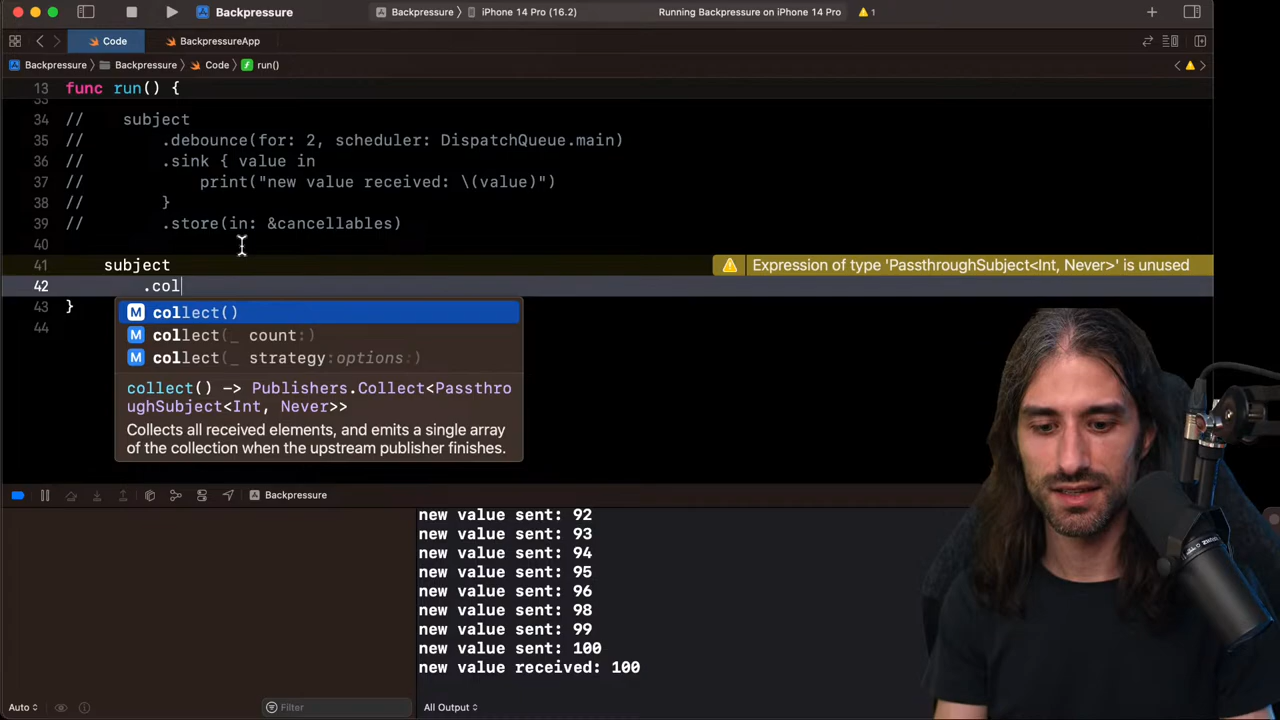 Backpressure
Backpressure
iPhone 14 Pro (16.2)
Running Backpressure on iPhone 14 Pro
1
Code
BackpressureApp
Backpressure
Backpressure
Code
run()
13 func run() {
33
34 // subject
35 // .debounce(for: 2, scheduler: DispatchQueue.main)
36 // .sink { value in
37 // print("new value received: \(value)")
38 // }
39 // .store(in: &cancellables)
40
41 subject
Expression of type 'PassthroughSubject<Int, Never>' is unused
42 .col
43 }
44
M collect()
M collect(_ count:)
M collect(_ strategy:options:)
collect() -> Publishers.Collect<Passthro
ughSubject<Int, Never>>
Collects all received elements, and emits a single array
of the collection when the upstream publisher finishes.
Backpressure
new value sent: 92
new value sent: 93
new value sent: 94
new value sent: 95
new value sent: 96
new value sent: 98
new value sent: 99
new value sent: 100
new value received: 100
Auto
Filter
All Output